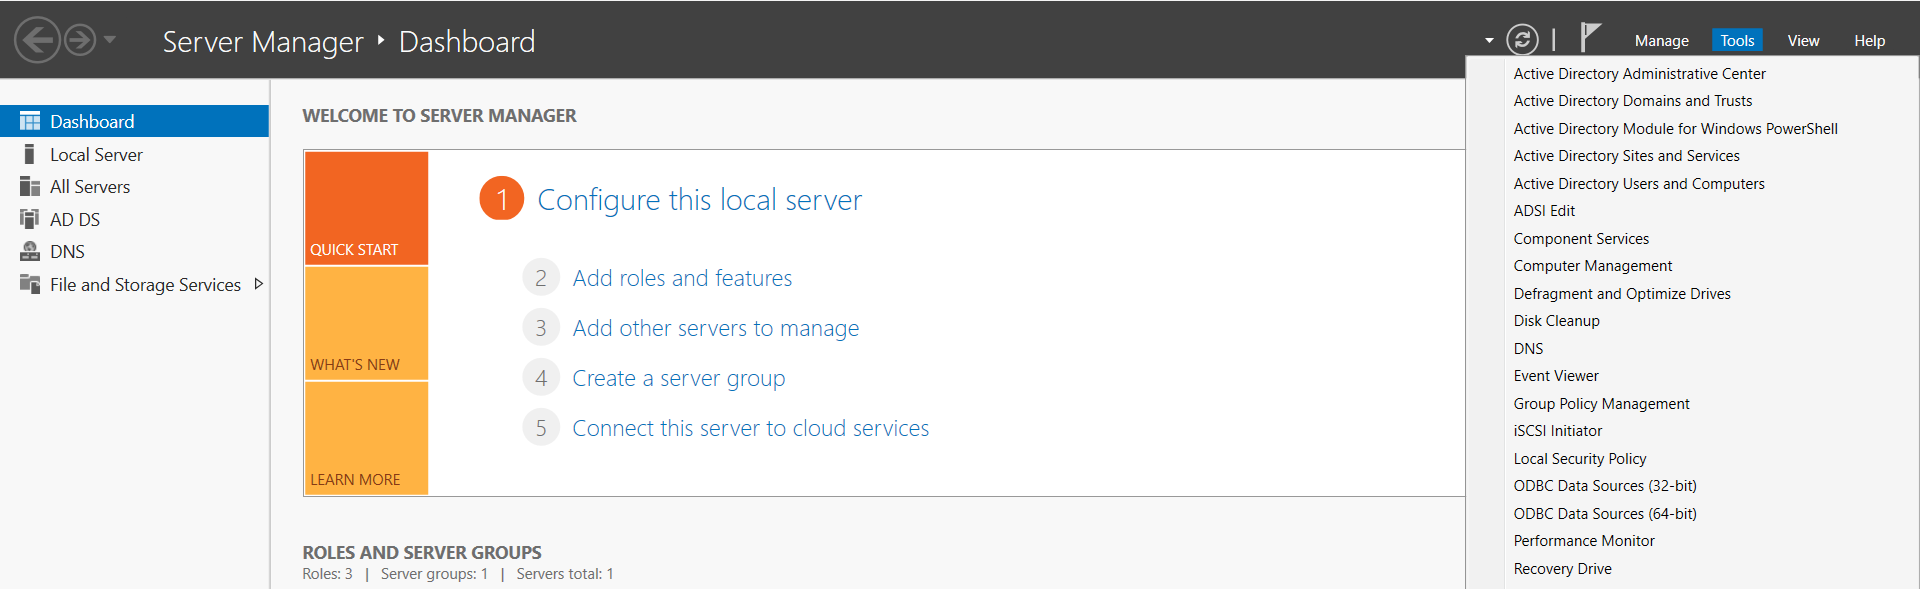 Server Manager ‣ Dashboard
Manage
Tools
View
Help
Dashboard
Local Server
All Servers
AD DS
DNS
File and Storage Services
WELCOME TO SERVER MANAGER
QUICK START
WHAT'S NEW
LEARN MORE
1 Configure this local server
2 Add roles and features
3 Add other servers to manage
4 Create a server group
5 Connect this server to cloud services
ROLES AND SERVER GROUPS
Roles: 3 | Server groups: 1 | Servers total: 1
Active Directory Administrative Center
Active Directory Domains and Trusts
Active Directory Module for Windows PowerShell
Active Directory Sites and Services
Active Directory Users and Computers
ADSI Edit
Component Services
Computer Management
Defragment and Optimize Drives
Disk Cleanup
DNS
Event Viewer
Group Policy Management
iSCSI Initiator
Local Security Policy
ODBC Data Sources (32-bit)
ODBC Data Sources (64-bit)
Performance Monitor
Recovery Drive